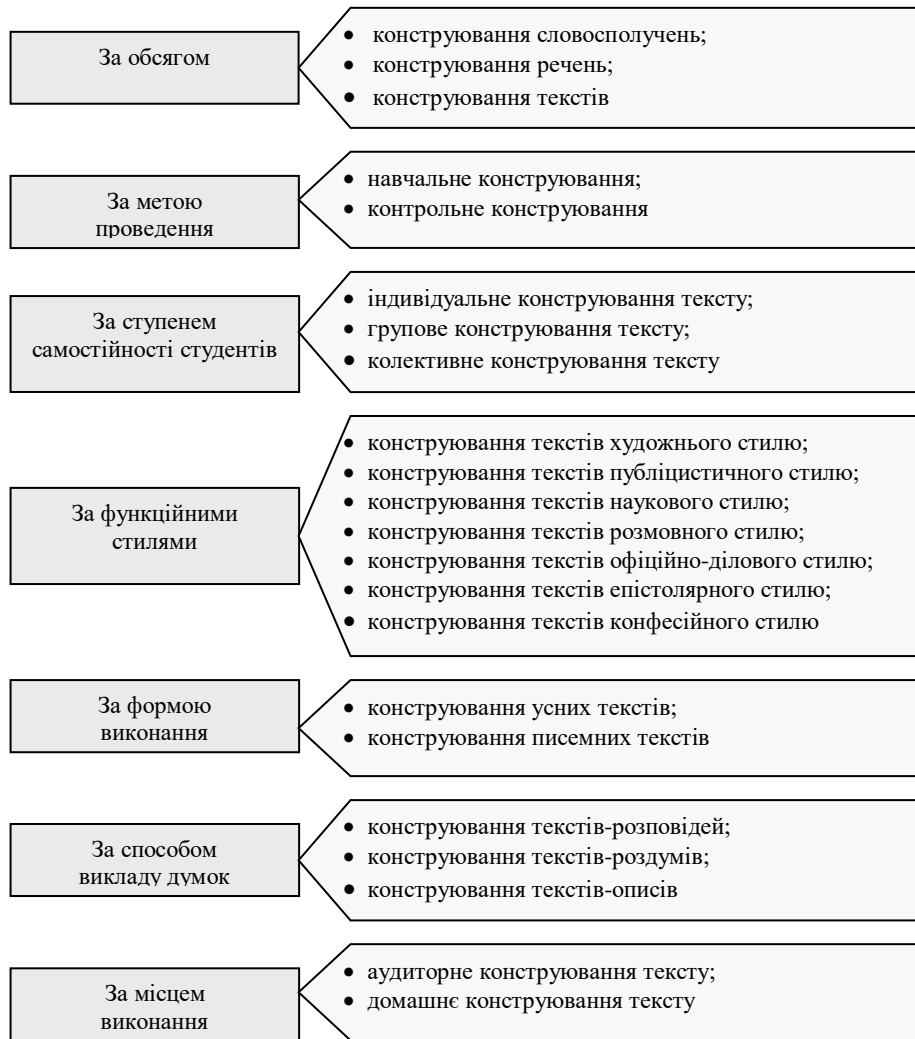 За обсягом
• конструювання словосполучень;
• конструювання речень;
• конструювання текстів
За метою
проведення
• навчальне конструювання;
• контрольне конструювання
За ступенем
самостійності студентів
• індивідуальне конструювання тексту;
• групове конструювання тексту;
• колективне конструювання тексту
За функційними
стилями
• конструювання текстів художнього стилю;
• конструювання текстів публіцистичного стилю;
• конструювання текстів наукового стилю;
• конструювання текстів розмовного стилю;
• конструювання текстів офіційно-ділового стилю;
• конструювання текстів епістолярного стилю;
• конструювання текстів конфесійного стилю
За формою
виконання
• конструювання усних текстів;
• конструювання писемних текстів
За способом
викладу думок
• конструювання текстів-розповідей;
• конструювання текстів-роздумів;
• конструювання текстів-описів
За місцем
виконання
• аудиторне конструювання тексту;
• домашнє конструювання тексту